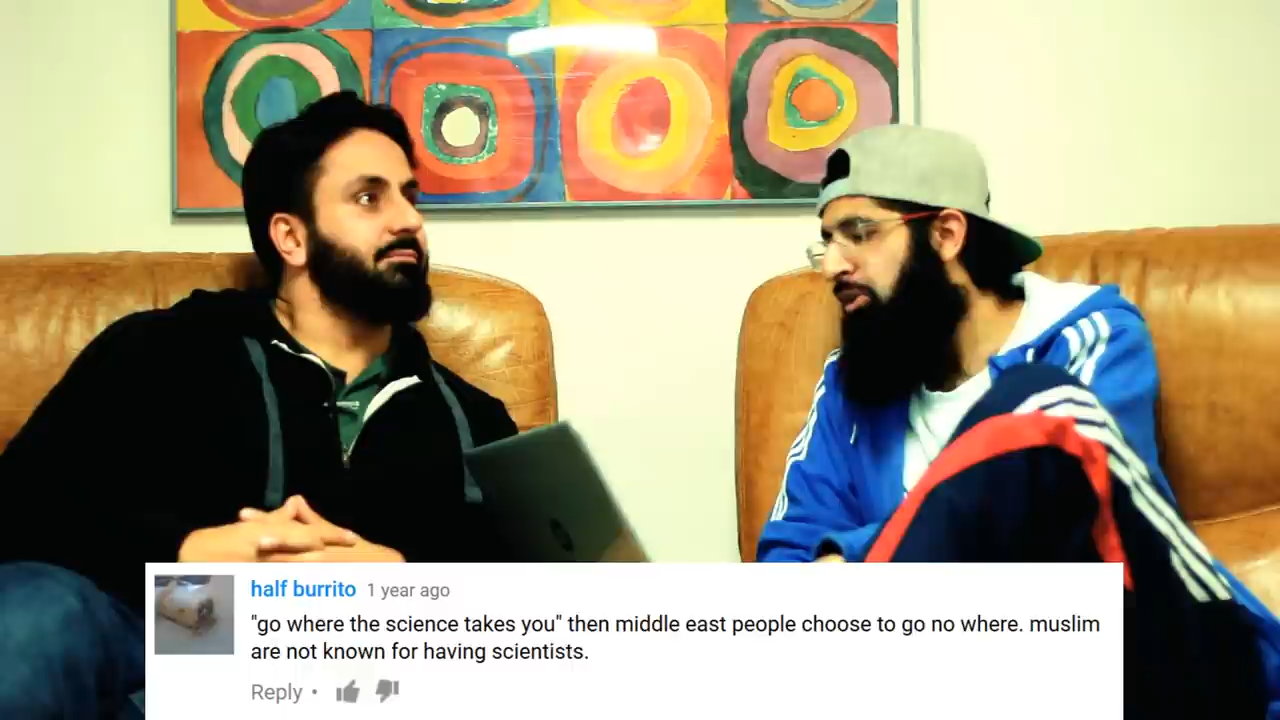 half burrito 1 year ago
"go where the science takes you" then middle east people choose to go no where. muslim
are not known for having scientists.
Reply •